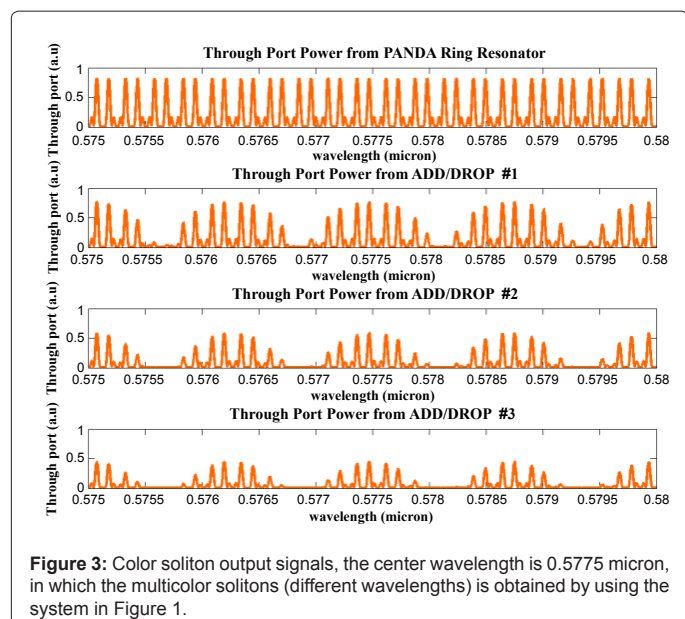 Through Port Power from PANDA Ring Resonator
Through port (a.u)
1
0.5
0
0.575 0.5755 0.576 0.5765 0.577 0.5775 0.578 0.5785 0.579 0.5795 0.58
wavelength (micron)
Through Port Power from ADD/DROP #1
Through port (a.u)
1
0.5
0
0.575 0.5755 0.576 0.5765 0.577 0.5775 0.578 0.5785 0.579 0.5795 0.58
Through Port Power from ADD/DROP #2
Through port (a.u)
1
0.5
0
0.575 0.5755 0.576 0.5765 0.577 0.5775 0.578 0.5785 0.579 0.5795 0.58
Through Port Power from ADD/DROP #3
Through port (a.u)
1
0.5
0
0.575 0.5755 0.576 0.5765 0.577 0.5775 0.578 0.5785 0.579 0.5795 0.58
wavelength (micron)
Figure 3: Color soliton output signals, the center wavelength is 0.5775 micron,
in which the multicolor solitons (different wavelengths) is obtained by using the
system in Figure 1.